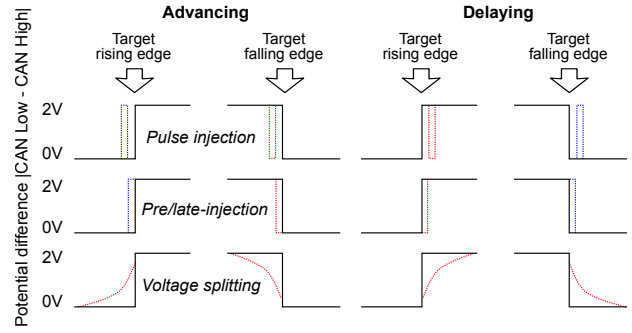 Advancing
Delaying
Target
rising edge
Target
falling edge
Target
rising edge
Target
falling edge
Potential difference |CAN Low - CAN High|
2V
0V
Pulse injection
2V
0V
Pre/late-injection
2V
0V
Voltage splitting